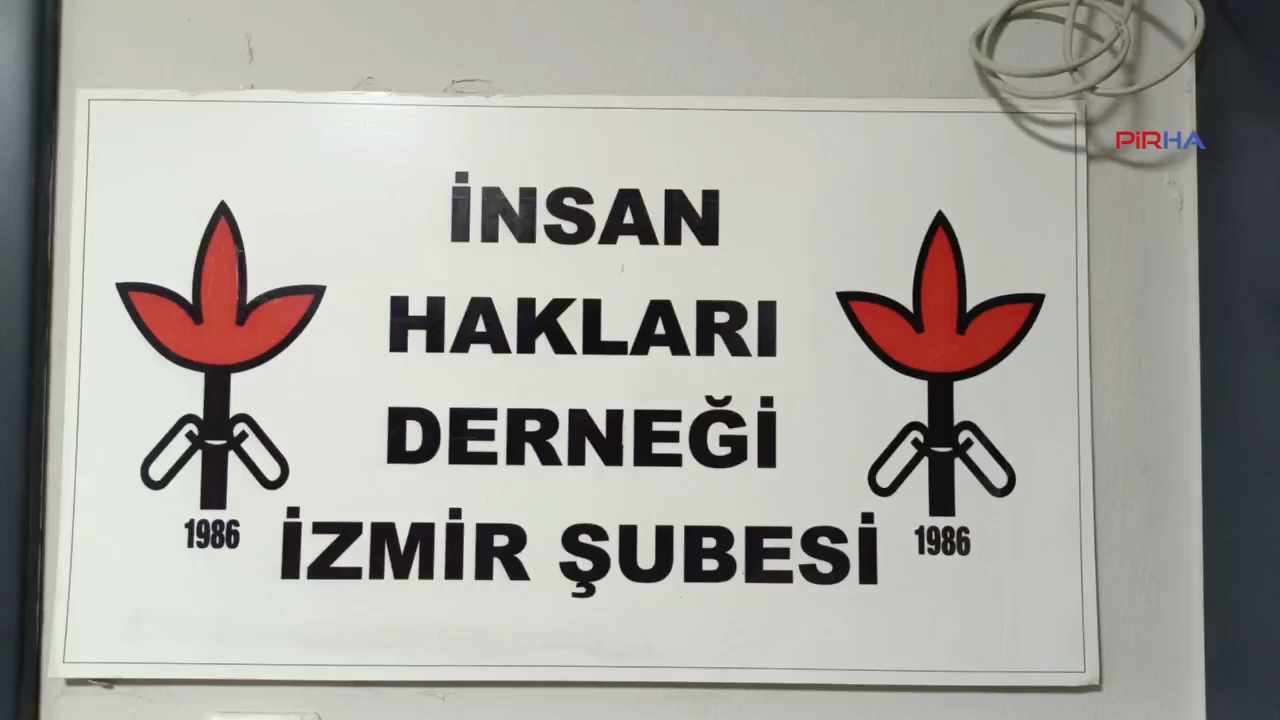 PİRHA
İNSAN
HAKLARI
DERNEĞİ
İZMİR ŞUBESİ
1986
1986